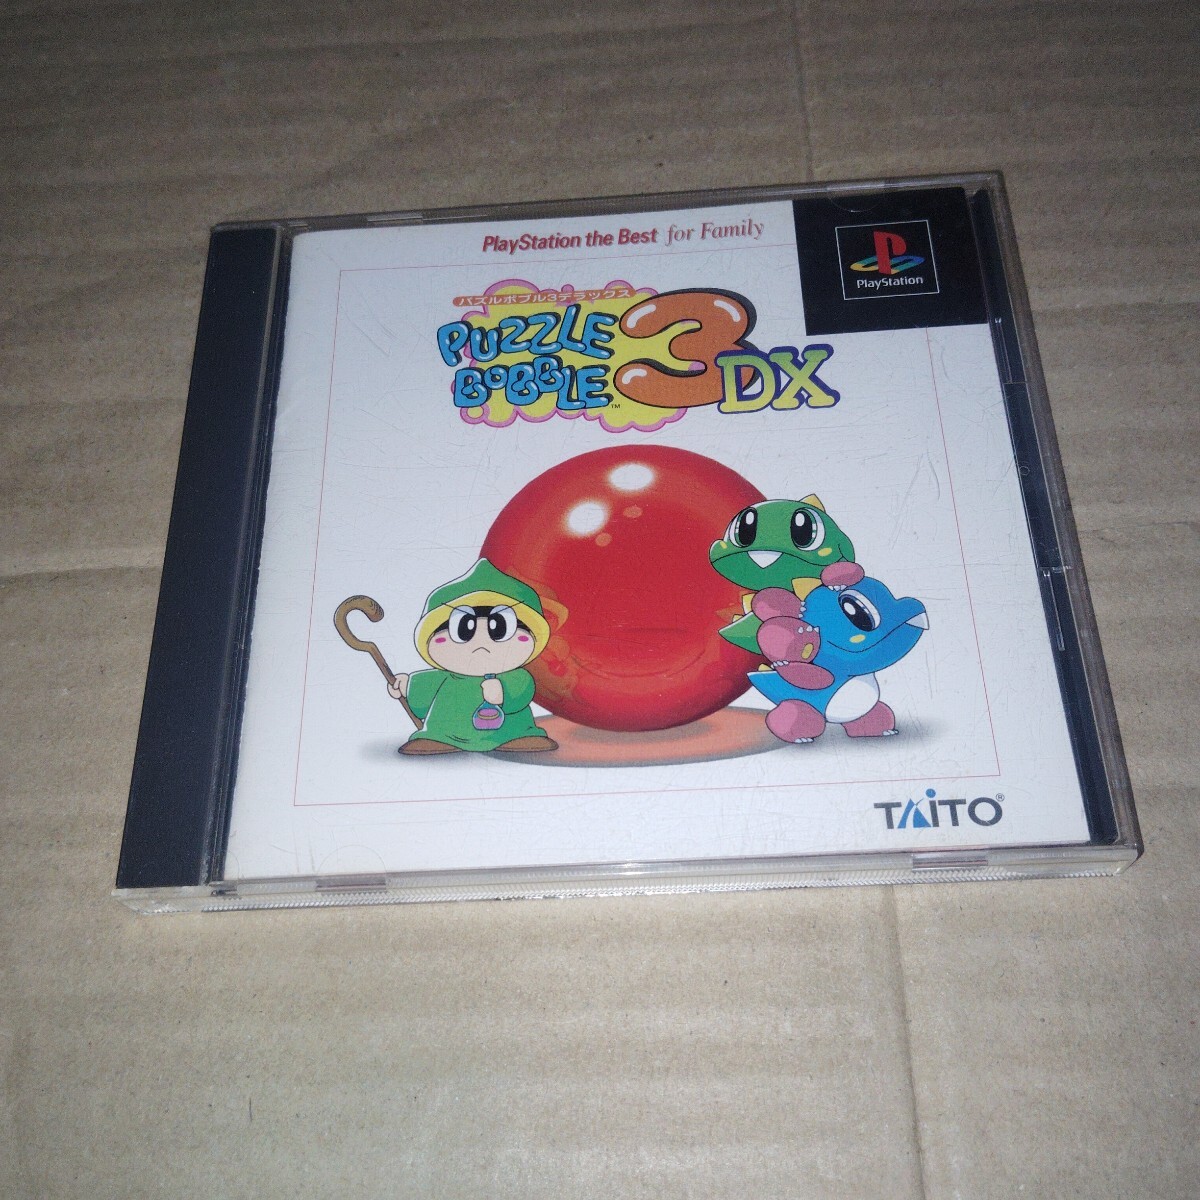 PlayStation the Best for Family
PlayStation
パズルボブル3デラックス
PUZZLE
BOBBLE™
3
DX
TAITO®